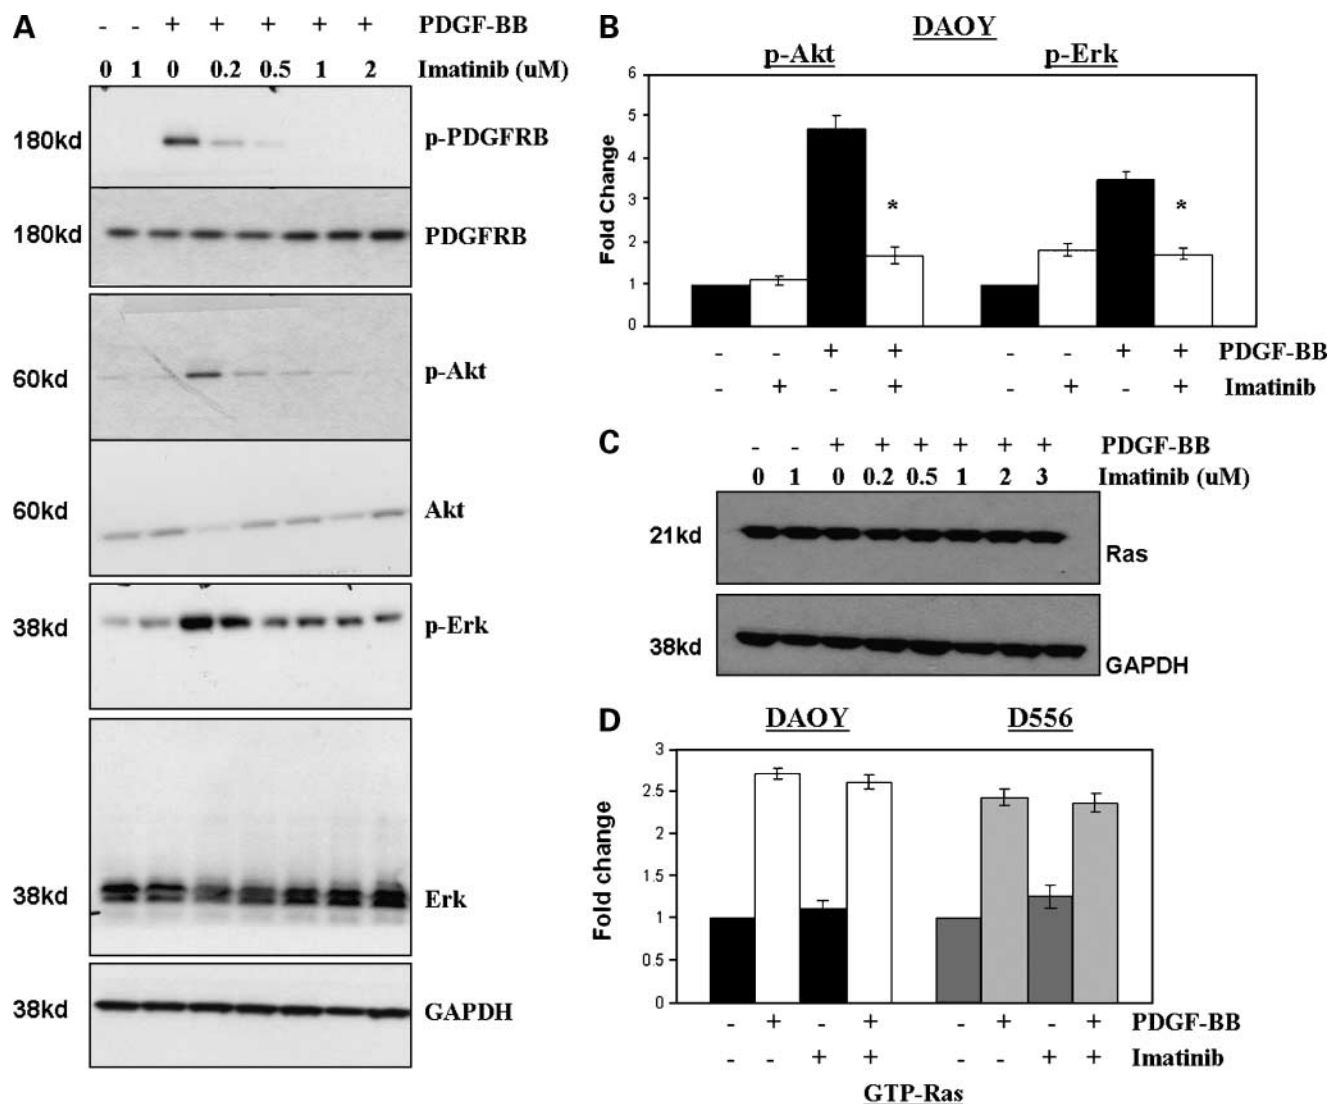 A
- - + + + + + PDGF-BB
0 1 0 0.2 0.5 1 2 Imatinib (uM)
180kd p-PDGFRB
180kd PDGFRB
60kd p-Akt
60kd Akt
38kd p-Erk
38kd Erk
38kd GAPDH
B
DAOY
p-Akt p-Erk
Fold Change
6
5
4
3
2
1
0
* *
- - + + - - + + PDGF-BB
- + - + - + - + Imatinib
C
- - + + + + + + PDGF-BB
0 1 0 0.2 0.5 1 2 3 Imatinib (uM)
21kd Ras
38kd GAPDH
D
DAOY D556
Fold change
3
2.5
2
1.5
1
0.5
0
- + - + - + - + PDGF-BB
- - + + - - + + Imatinib
GTP-Ras